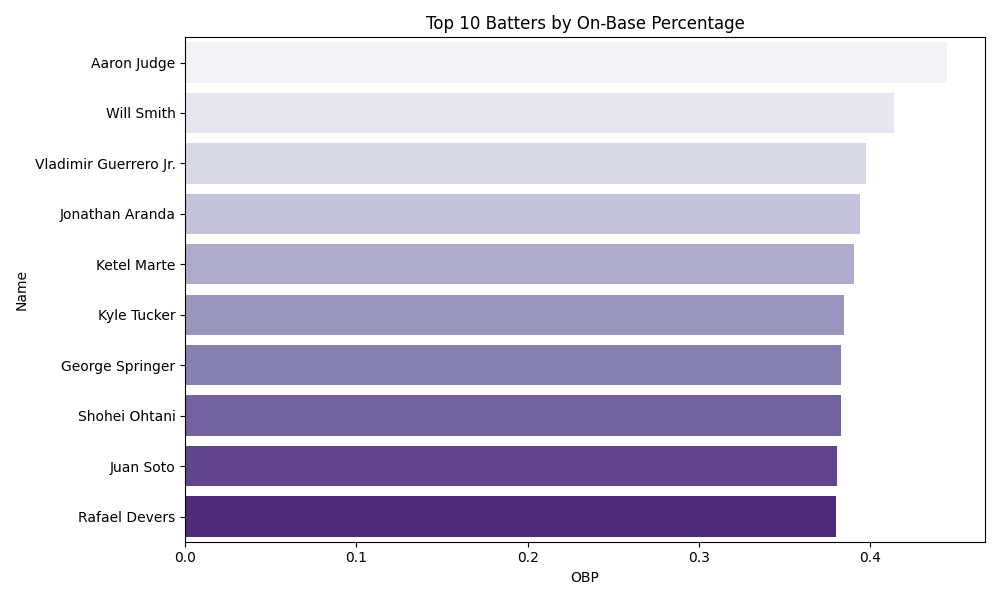 Top 10 Batters by On-Base Percentage
Name
Aaron Judge
Will Smith
Vladimir Guerrero Jr.
Jonathan Aranda
Ketel Marte
Kyle Tucker
George Springer
Shohei Ohtani
Juan Soto
Rafael Devers
0.0 0.1 0.2 0.3 0.4
OBP